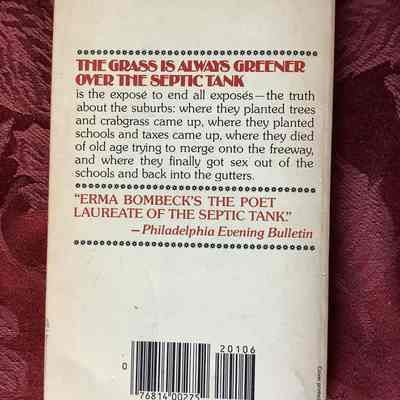 THE GRASS IS ALWAYS GREENER
OVER THE SEPTIC TANK
is the exposé to end all exposés—the truth
about the suburbs: where they planted trees
and crabgrass came up, where they planted
schools and taxes came up, where they died
of old age trying to merge onto the freeway,
and where they finally got sex out of the
schools and back into the gutters.
"ERMA BOMBECK'S THE POET
LAUREATE OF THE SEPTIC TANK."
—Philadelphia Evening Bulletin
20106
0
76814 00275
Cover printed